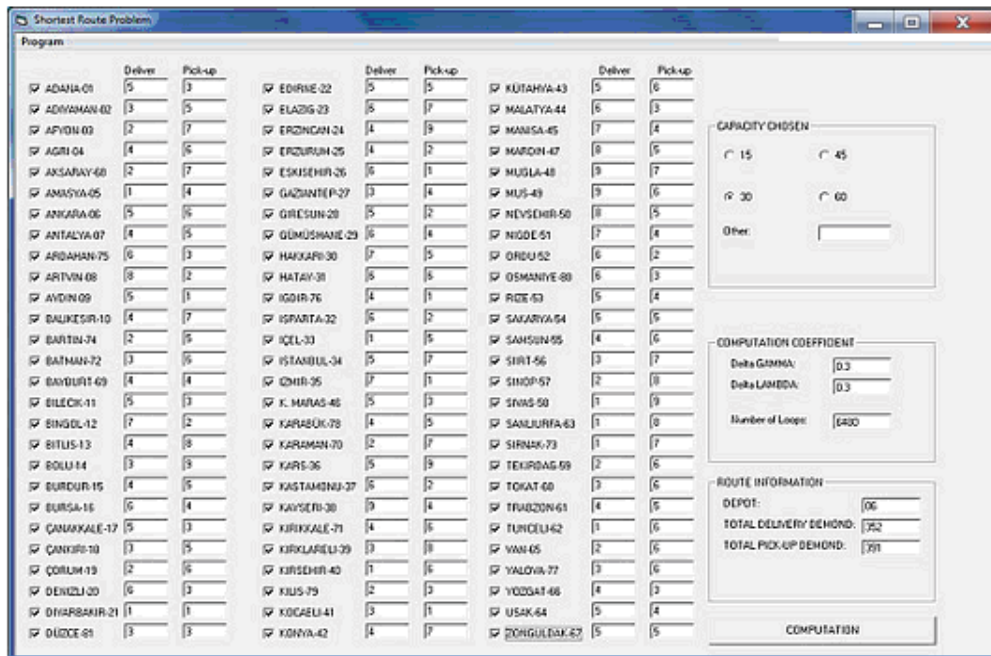 Shortest Route Problem
Program
Deliver Pick-up Deliver Pick-up Deliver Pick-up
ADANA-01 5 3 EDIRNE-22 5 5 KÜTAHYA-43 5 6
ADIYAMAN-02 3 5 ELAZIG-23 6 7 MALATYA-44 6 3
AFYON-03 2 7 ERZINCAN-24 4 9 MANISA-45 7 4
AGRI-04 4 6 ERZURUM-25 4 2 MARDIN-47 8 5
AKSARAY-68 2 7 ESKISEHIR-26 6 1 MUGLA-48 9 7
AMASYA-05 1 4 GAZIANTEP-27 3 4 MUS-49 9 6
ANKARA-06 5 6 GIRESUN-28 5 2 NEVSEHIR-50 8 5
ANTALYA-07 4 5 GÜMÜSHANE-29 6 4 NIGDE-51 7 4
ARDAHAN-75 6 3 HAKKARI-30 7 5 ORDU-52 6 2
ARTVIN-08 8 2 HATAY-31 8 6 OSMANIYE-80 6 3
AYDIN-09 5 1 IGDIR-76 4 1 RIZE-53 5 4
BALIKESIR-10 4 7 ISPARTA-32 6 2 SAKARYA-54 5 5
BARTIN-74 2 5 IÇEL-33 1 5 SAMSUN-55 4 6
BATMAN-72 3 6 ISTANBUL-34 5 7 SIIRT-56 3 7
BAYBURT-69 4 4 IZMIR-35 7 1 SINOP-57 2 8
BILECIK-11 5 3 K. MARAS-46 5 3 SIVAS-58 1 9
BINGOL-12 7 2 KARABÜK-78 4 5 SANLIURFA-63 1 8
BITLIS-13 4 8 KARAMAN-70 2 7 SIRNAK-73 1 7
BOLU-14 3 9 KARS-36 5 9 TEKIRDAG-59 2 6
BURDUR-15 4 5 KASTAMONU-37 6 2 TOKAT-60 3 6
BURSA-16 6 4 KAYSERI-38 9 4 TRABZON-61 4 5
ÇANAKKALE-17 5 3 KIRIKKALE-71 4 6 TUNCELI-62 1 6
ÇANKIRI-18 3 5 KIRKLARELI-39 3 8 VAN-65 2 6
ÇORUM-19 2 6 KIRSEHIR-40 1 6 YALOVA-77 3 6
DENIZLI-20 6 3 KILIS-79 2 3 YOZGAT-66 4 3
DIYARBAKIR-21 1 1 KOCAELI-41 3 1 USAK-64 5 4
DÜZCE-81 3 3 KONYA-42 4 7 ZONGULDAK-67 5 5
CAPACITY CHOSEN
15 45
30 60
Other:
COMPUTATION COEFFICIENT
Delta GAMMA: 0.3
Delta LAMBDA: 0.3
Number of Loops: 6480
ROUTE INFORMATION
DEPOT: 06
TOTAL DELIVERY DEMOND: 352
TOTAL PICK-UP DEMOND: 391
COMPUTATION